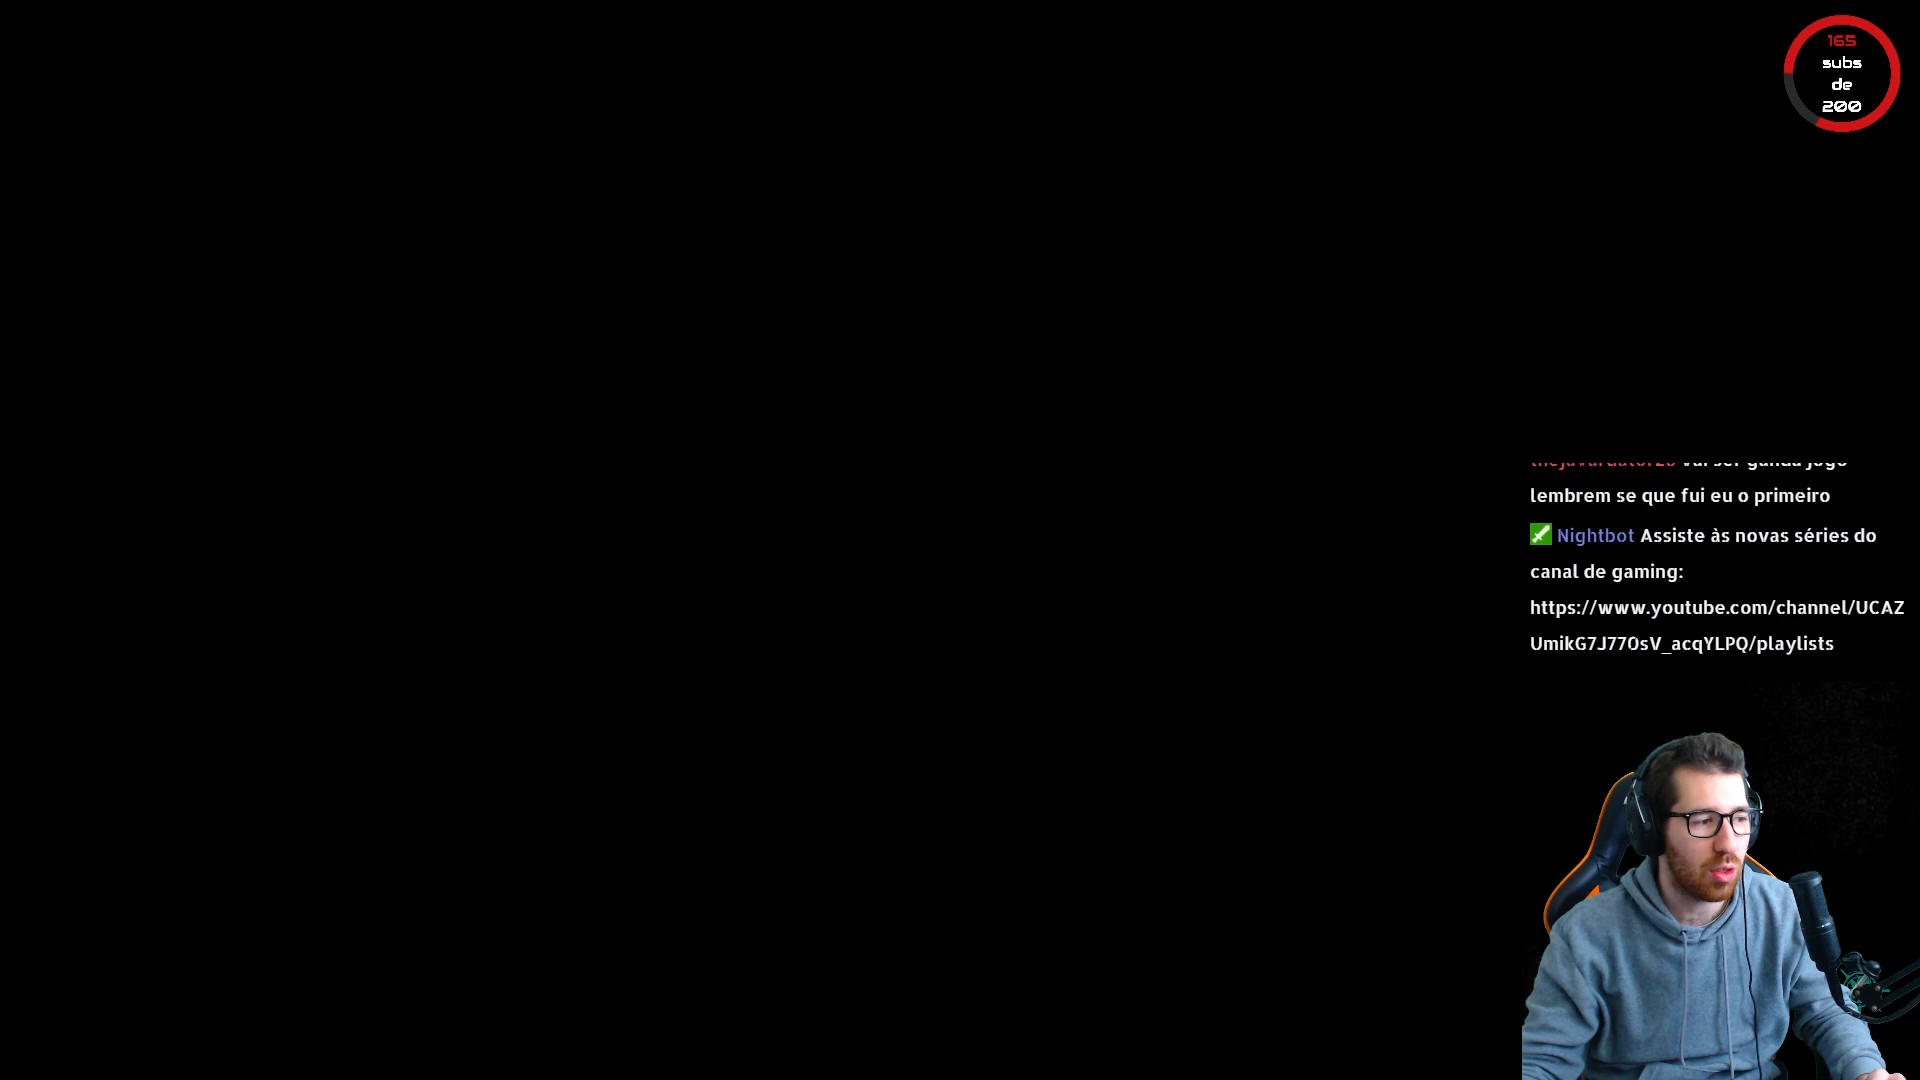 165
subs
de
200
lembrem se que fui eu o primeiro
Nightbot Assiste às novas séries do
canal de gaming:
https://www.youtube.com/channel/UCAZ
UmikG7J77OsV_acqYLPQ/playlists